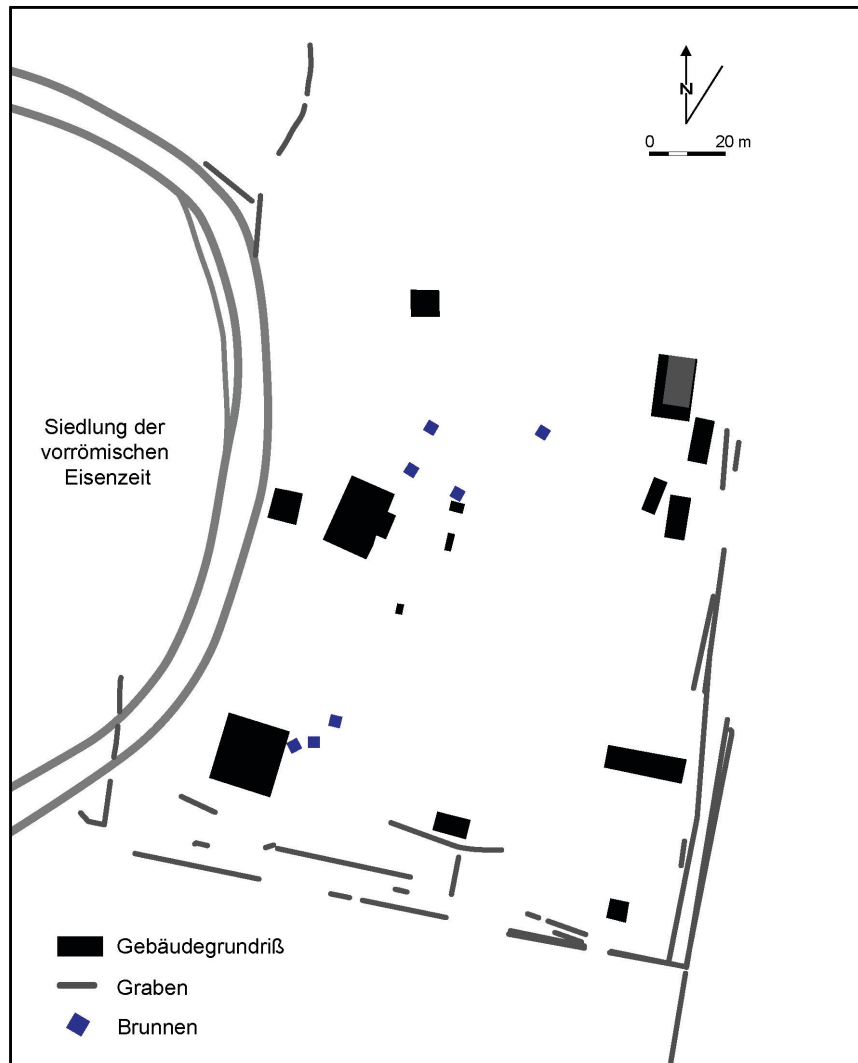 N
0 20 m
Siedlung der
vorrömischen
Eisenzeit
Gebäudegrundriß
Graben
Brunnen